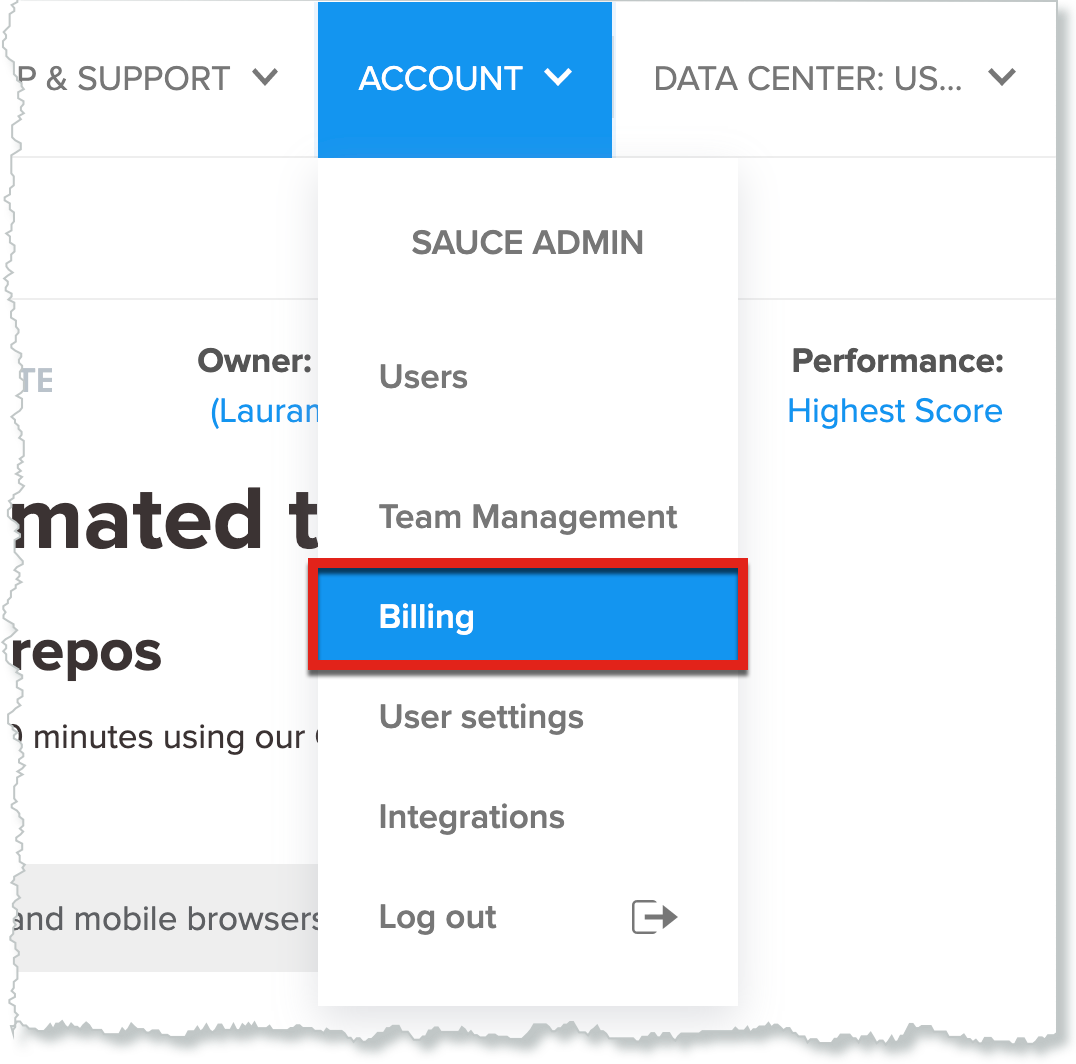 P & SUPPORT
ACCOUNT
DATA CENTER: US...
SAUCE ADMIN
Owner:
Performance:
TE
Users
(Lauran
Highest Score
mated t
Team Management
Billing
repos
User settings
minutes using our
Integrations
and mobile browsers
Log out